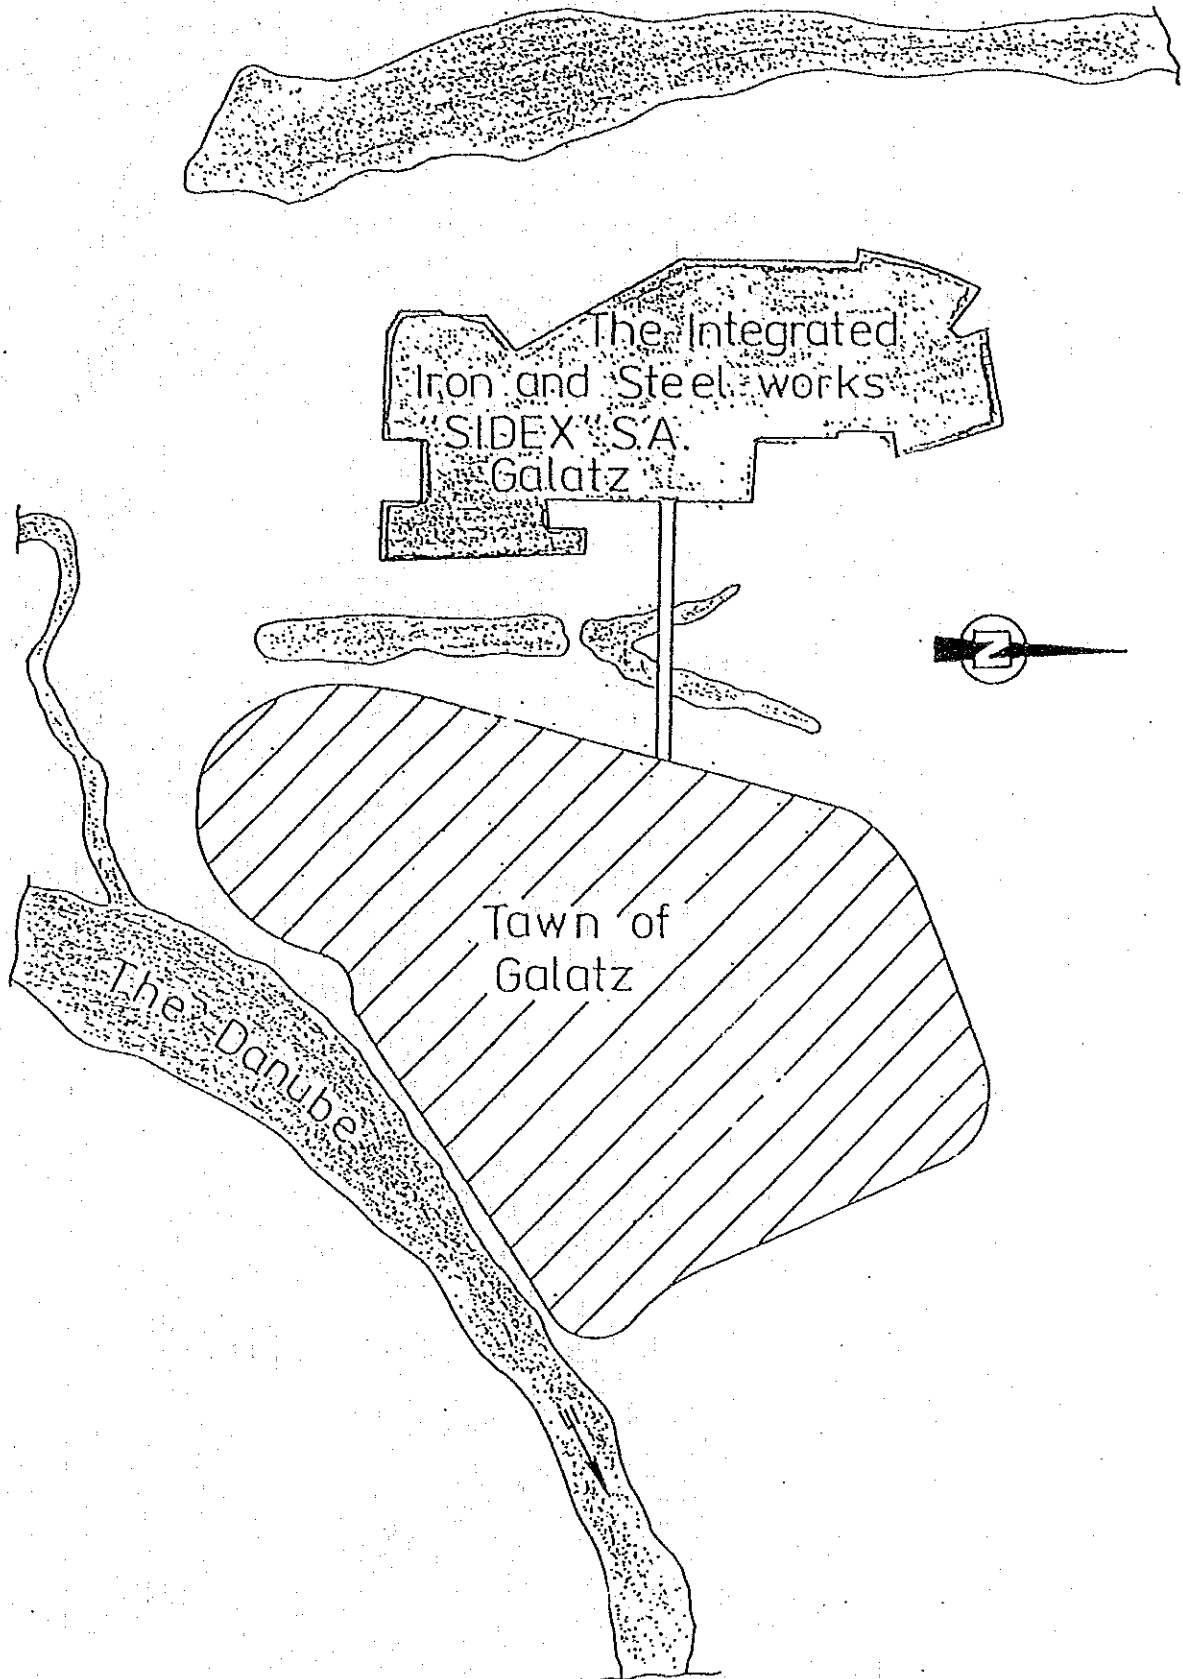 The Integrated
Iron and Steel works
"SIDEX" S.A.
Galatz
N
Tawn of
Galatz
The Danube